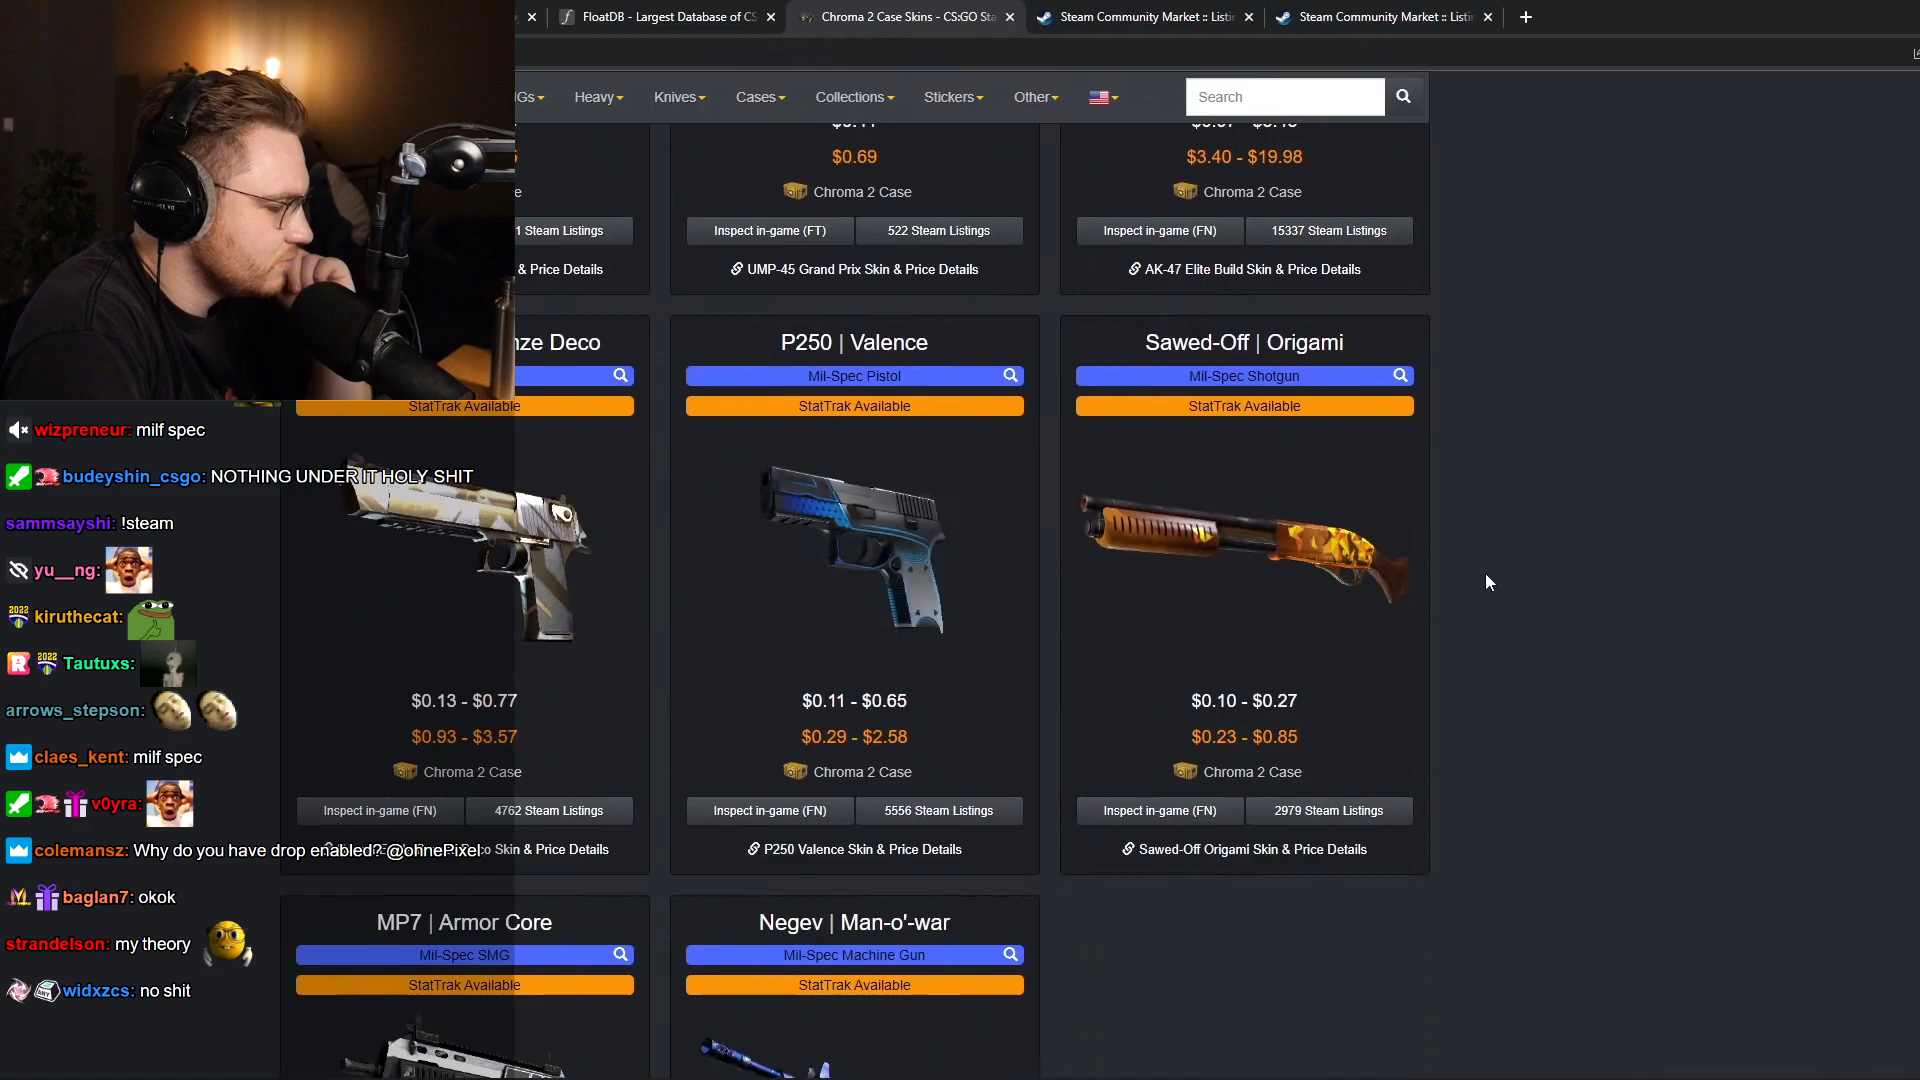 FloatDB - Largest Database of CS
Chroma 2 Case Skins - CS:GO Sta
Steam Community Market :: Listin
Steam Community Market :: Listin
Heavy
Knives
Cases
Collections
Stickers
Other
Search
$0.69
$3.40 - $19.98
Chroma 2 Case
Chroma 2 Case
1 Steam Listings
Inspect in-game (FT)
522 Steam Listings
Inspect in-game (FN)
15337 Steam Listings
& Price Details
UMP-45 Grand Prix Skin & Price Details
AK-47 Elite Build Skin & Price Details
nze Deco
P250 | Valence
Sawed-Off | Origami
Mil-Spec Pistol
Mil-Spec Shotgun
StatTrak Available
StatTrak Available
StatTrak Available
wizpreneur: milf spec
budeyshin_csgo: NOTHING UNDER IT HOLY SHIT
sammsayshi: !steam
yu__ng:
kiruthecat:
Tautuxs:
arrows_stepson:
claes_kent: milf spec
v0yra:
colemansz: Why do you have drop enabled? @ohnePixel
baglan7: okok
strandelson: my theory
widxzcs: no shit
$0.13 - $0.77
$0.11 - $0.65
$0.10 - $0.27
$0.93 - $3.57
$0.29 - $2.58
$0.23 - $0.85
Chroma 2 Case
Chroma 2 Case
Chroma 2 Case
Inspect in-game (FN)
4762 Steam Listings
Inspect in-game (FN)
5556 Steam Listings
Inspect in-game (FN)
2979 Steam Listings
co Skin & Price Details
P250 Valence Skin & Price Details
Sawed-Off Origami Skin & Price Details
MP7 | Armor Core
Negev | Man-o'-war
Mil-Spec SMG
Mil-Spec Machine Gun
StatTrak Available
StatTrak Available